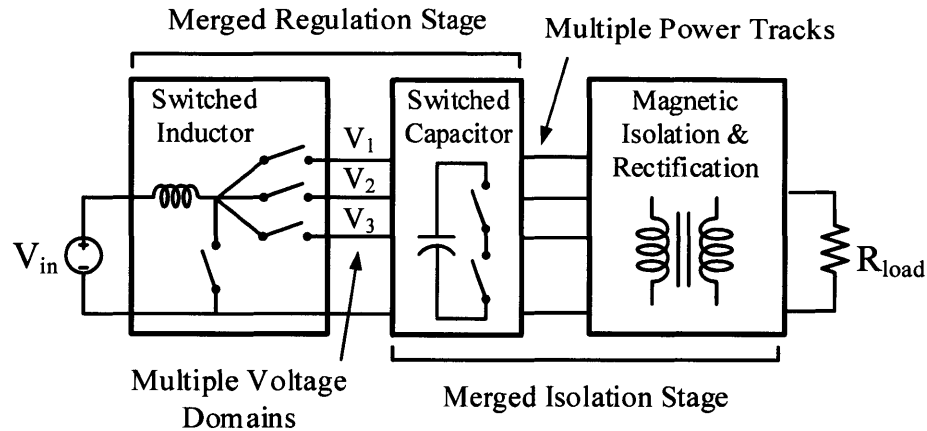 Merged Regulation Stage
Multiple Power Tracks
Switched
Inductor
Switched
Capacitor
Magnetic
Isolation &
Rectification
V1
V2
V3
Vin
+
-
Rload
Multiple Voltage
Domains
Merged Isolation Stage